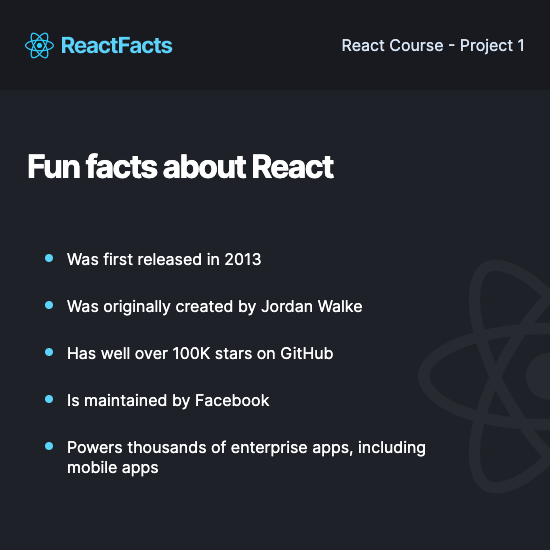 ReactFacts
React Course - Project 1
Fun facts about React
Was first released in 2013
Was originally created by Jordan Walke
Has well over 100K stars on GitHub
Is maintained by Facebook
Powers thousands of enterprise apps, including
mobile apps